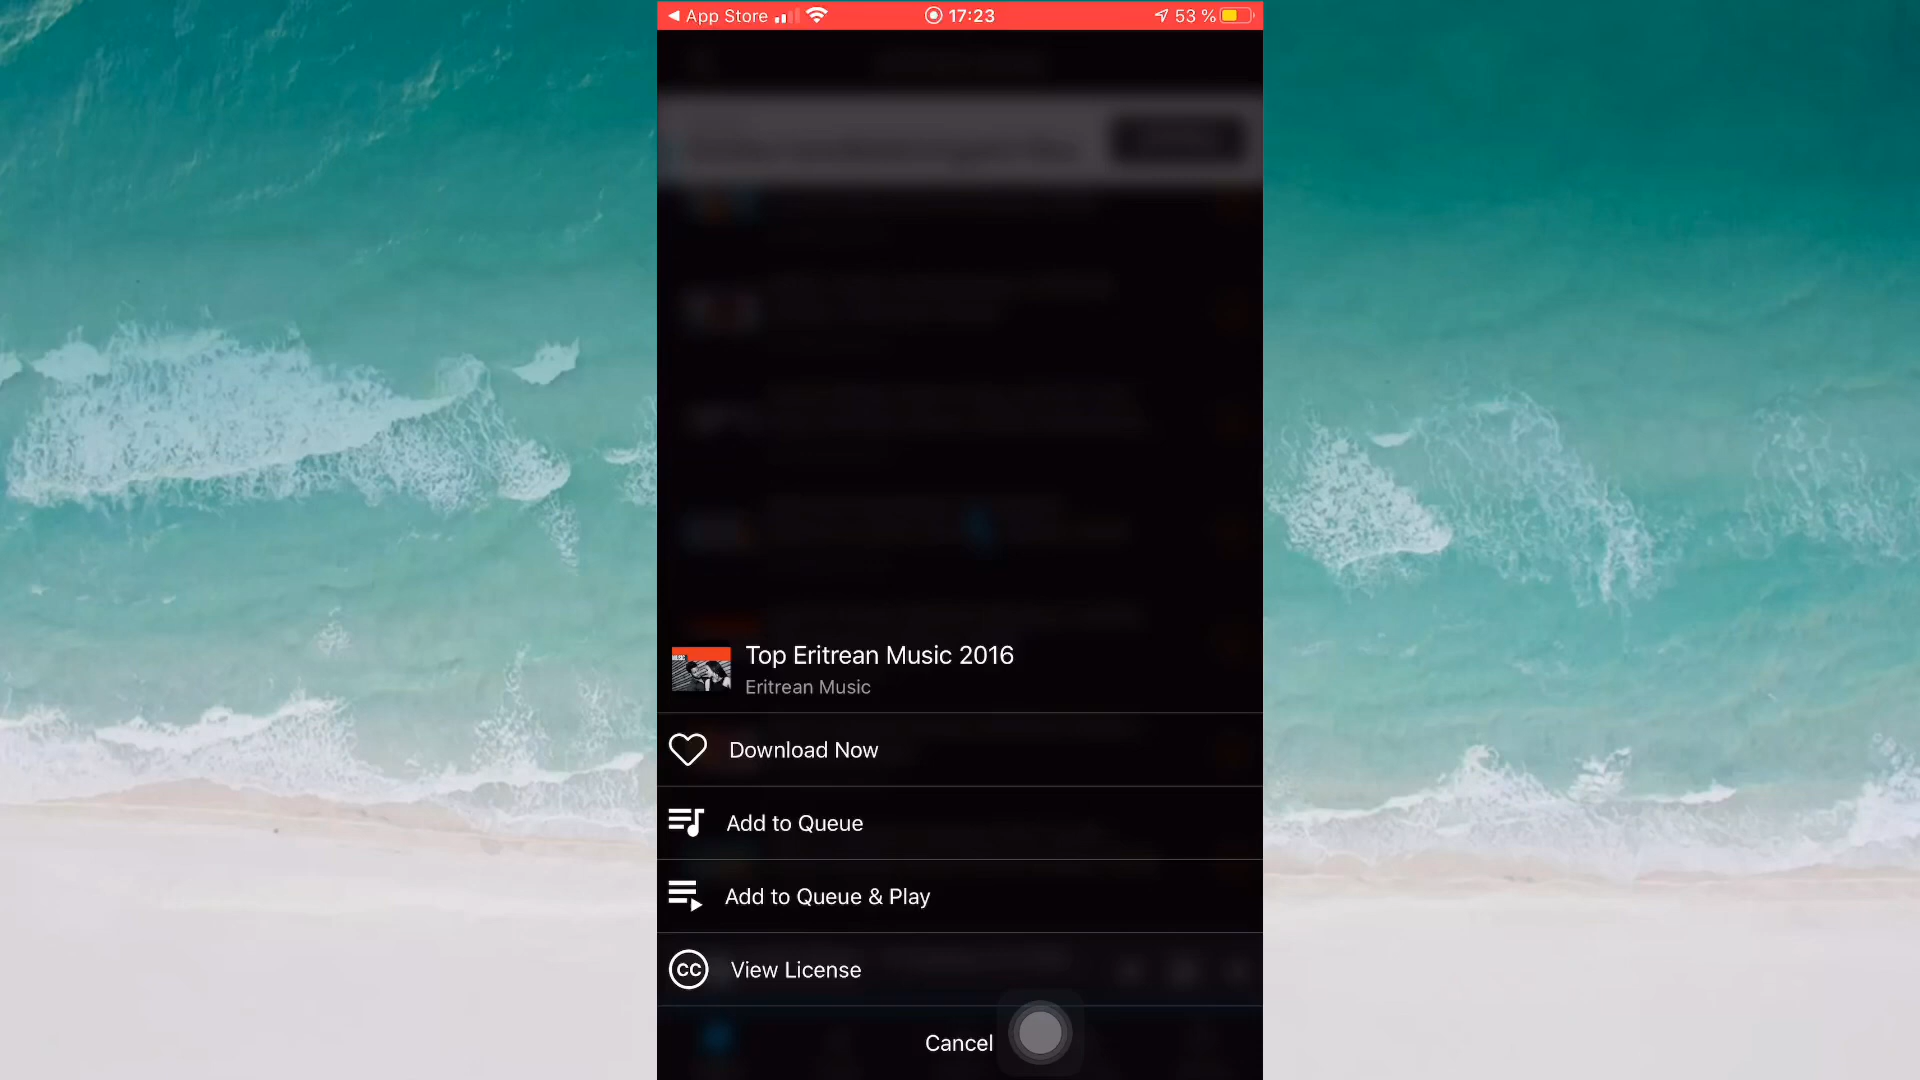 App Store 17:23 53 %
Top Eritrean Music 2016
Eritrean Music
Download Now
Add to Queue
Add to Queue & Play
View License
Cancel